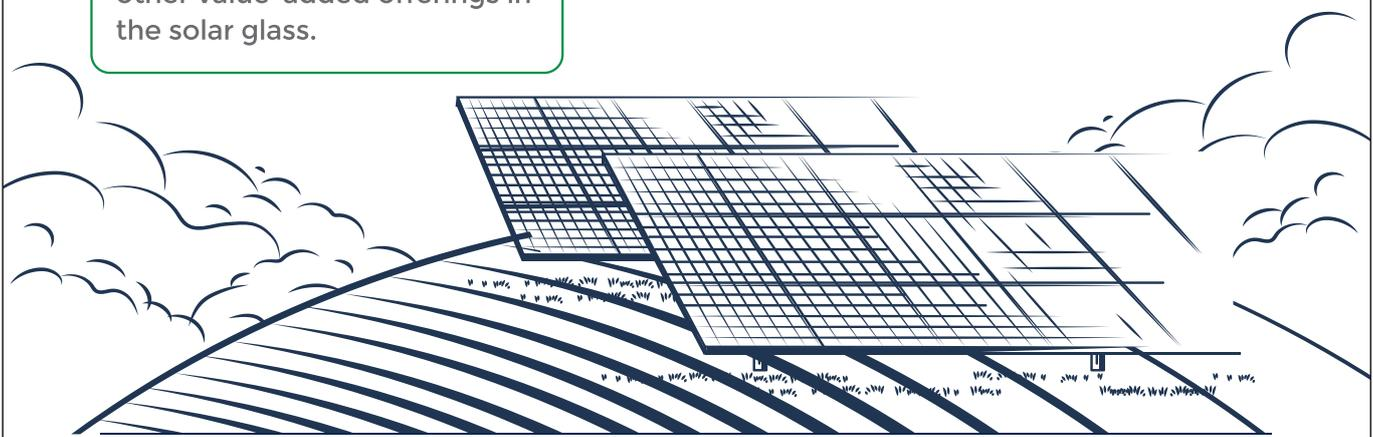 other value-added offerings in
the solar glass.